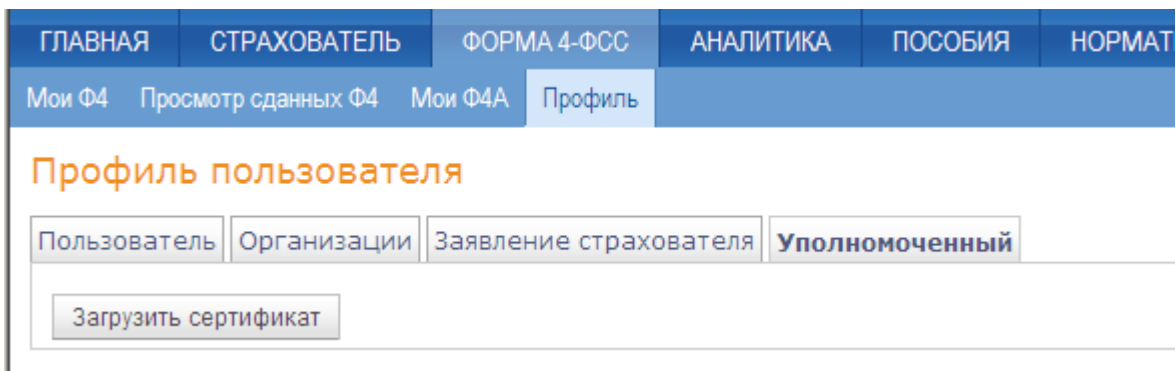 ГЛАВНАЯ СТРАХОВАТЕЛЬ ФОРМА 4-ФСС АНАЛИТИКА ПОСОБИЯ НОРМАТ
Мои Ф4 Просмотр сданных Ф4 Мои Ф4А Профиль
Профиль пользователя
Пользователь Организации Заявление страхователя Уполномоченный
Загрузить сертификат